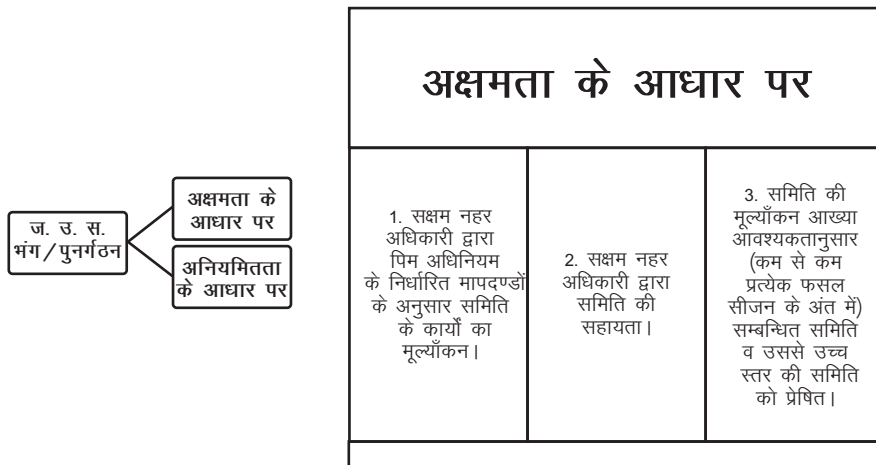 अक्षमता के आधार पर
ज. उ. स.
भंग/पुनर्गठन
अक्षमता के
आधार पर
अनियमितता
के आधार पर
1. सक्षम नहर
अधिकारी द्वारा
पिम अधिनियम
के निर्धारित मापदण्डों
के अनुसार समिति
के कार्यों का
मूल्याँकन।
2. सक्षम नहर
अधिकारी द्वारा
समिति की
सहायता।
3. समिति की
मूल्याँकन आख्या
आवश्यकतानुसार
(कम से कम
प्रत्येक फसल
सीजन के अंत में)
सम्बन्धित समिति
व उससे उच्च
स्तर की समिति
को प्रेषित।